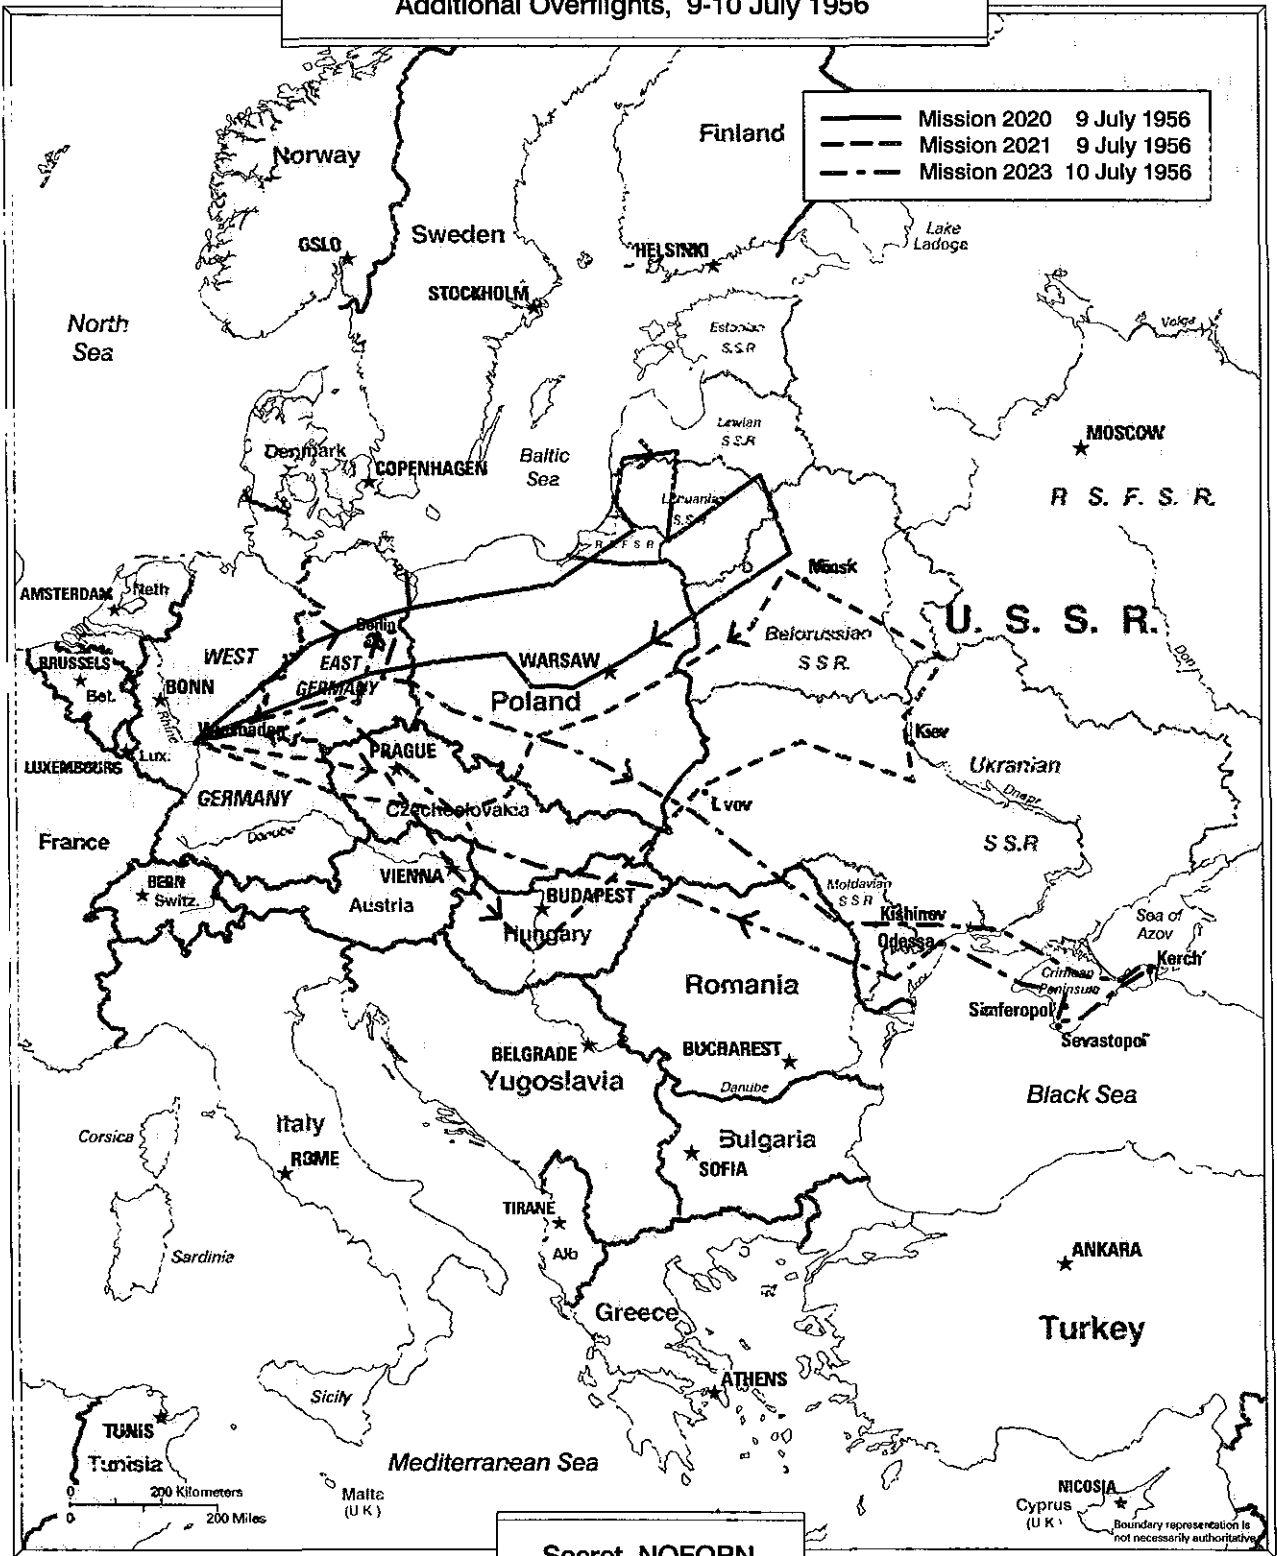 Additional Overflights, 9-10 July 1956
Mission 2020 9 July 1956
Mission 2021 9 July 1956
Mission 2023 10 July 1956
Norway
Finland
Lake
Ladoga
OSLO
Sweden
HELSINKI
STOCKHOLM
North
Sea
Estonian
S.S.R
Volga
MOSCOW
Denmark
COPENHAGEN
Baltic
Sea
S.S.R
R. S. F. S. R.
S.S.R
R S F S R
AMSTERDAM
Neth
Minsk
U. S. S. R.
Berlin
BRUSSELS
Bel.
WEST
EAST
GERMANY
WARSAW
Belorussian
S S R.
Don
BONN
Rhine
Poland
Wiesbaden
Kiev
LUXEMBOURG
Lux.
PRAGUE
Ukranian
Dnepr
GERMANY
Czechoslovakia
Lvov
S S.R
France
Danube
BERN
Switz.
VIENNA
Austria
BUDAPEST
Hungary
Moldavian
S S R
Kishinev
Odessa
Sea of
Azov
Kerch'
Crimean
Peninsula
Romania
Simferopol'
Sevastopol'
BELGRADE
Yugoslavia
BUCHAREST
Danube
Black Sea
Corsica
Italy
ROME
Bulgaria
SOFIA
TIRANE
Alb
Sardinia
ANKARA
Greece
Turkey
ATHENS
Sicily
TUNIS
Tunisia
Mediterranean Sea
Malta
(U K)
NICOSIA
Cyprus
(U K)
0 200 Kilometers
0 200 Miles
Boundary representation is
not necessarily authoritative
Secret NOFORN